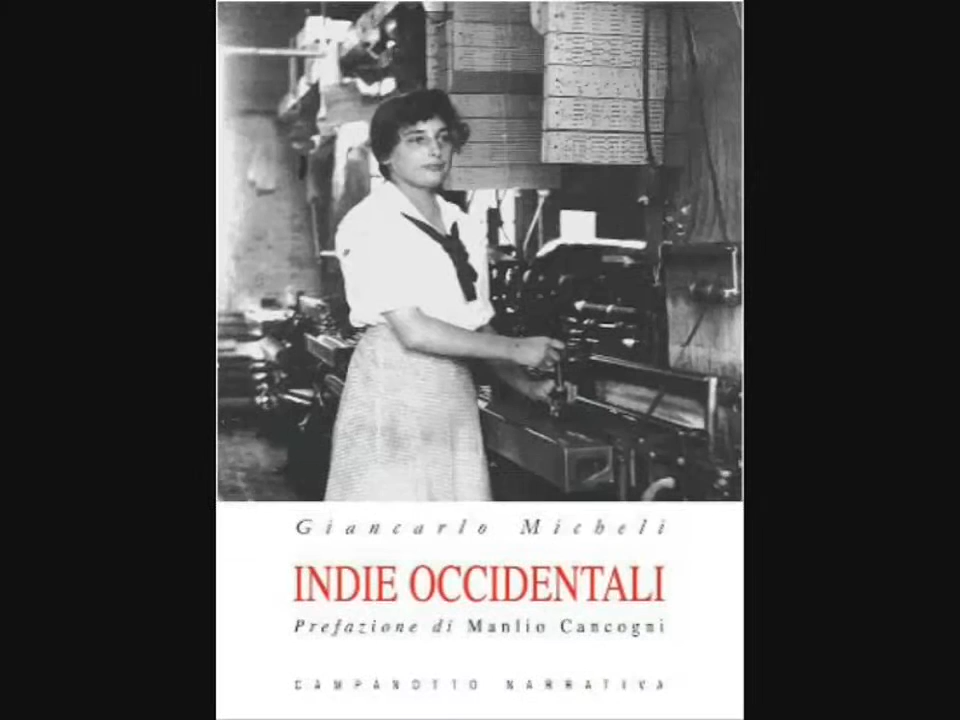 Giancarlo Micheli
INDIE OCCIDENTALI
Prefazione di Manlio Cancogni
CAMPANOTTO NARRATIVA